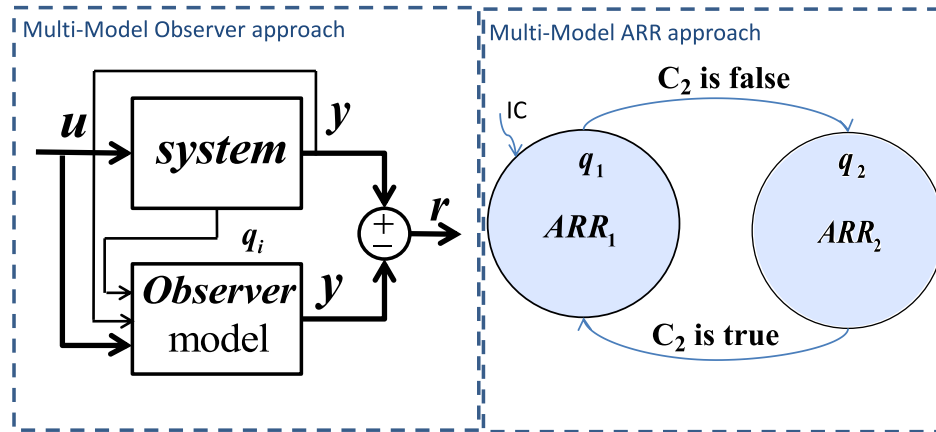 Multi-Model Observer approach
u
system
y
q i
Observer
model
y
+
−
r
Multi-Model ARR approach
C2 is false
IC
q1
ARR1
q2
ARR2
C2 is true